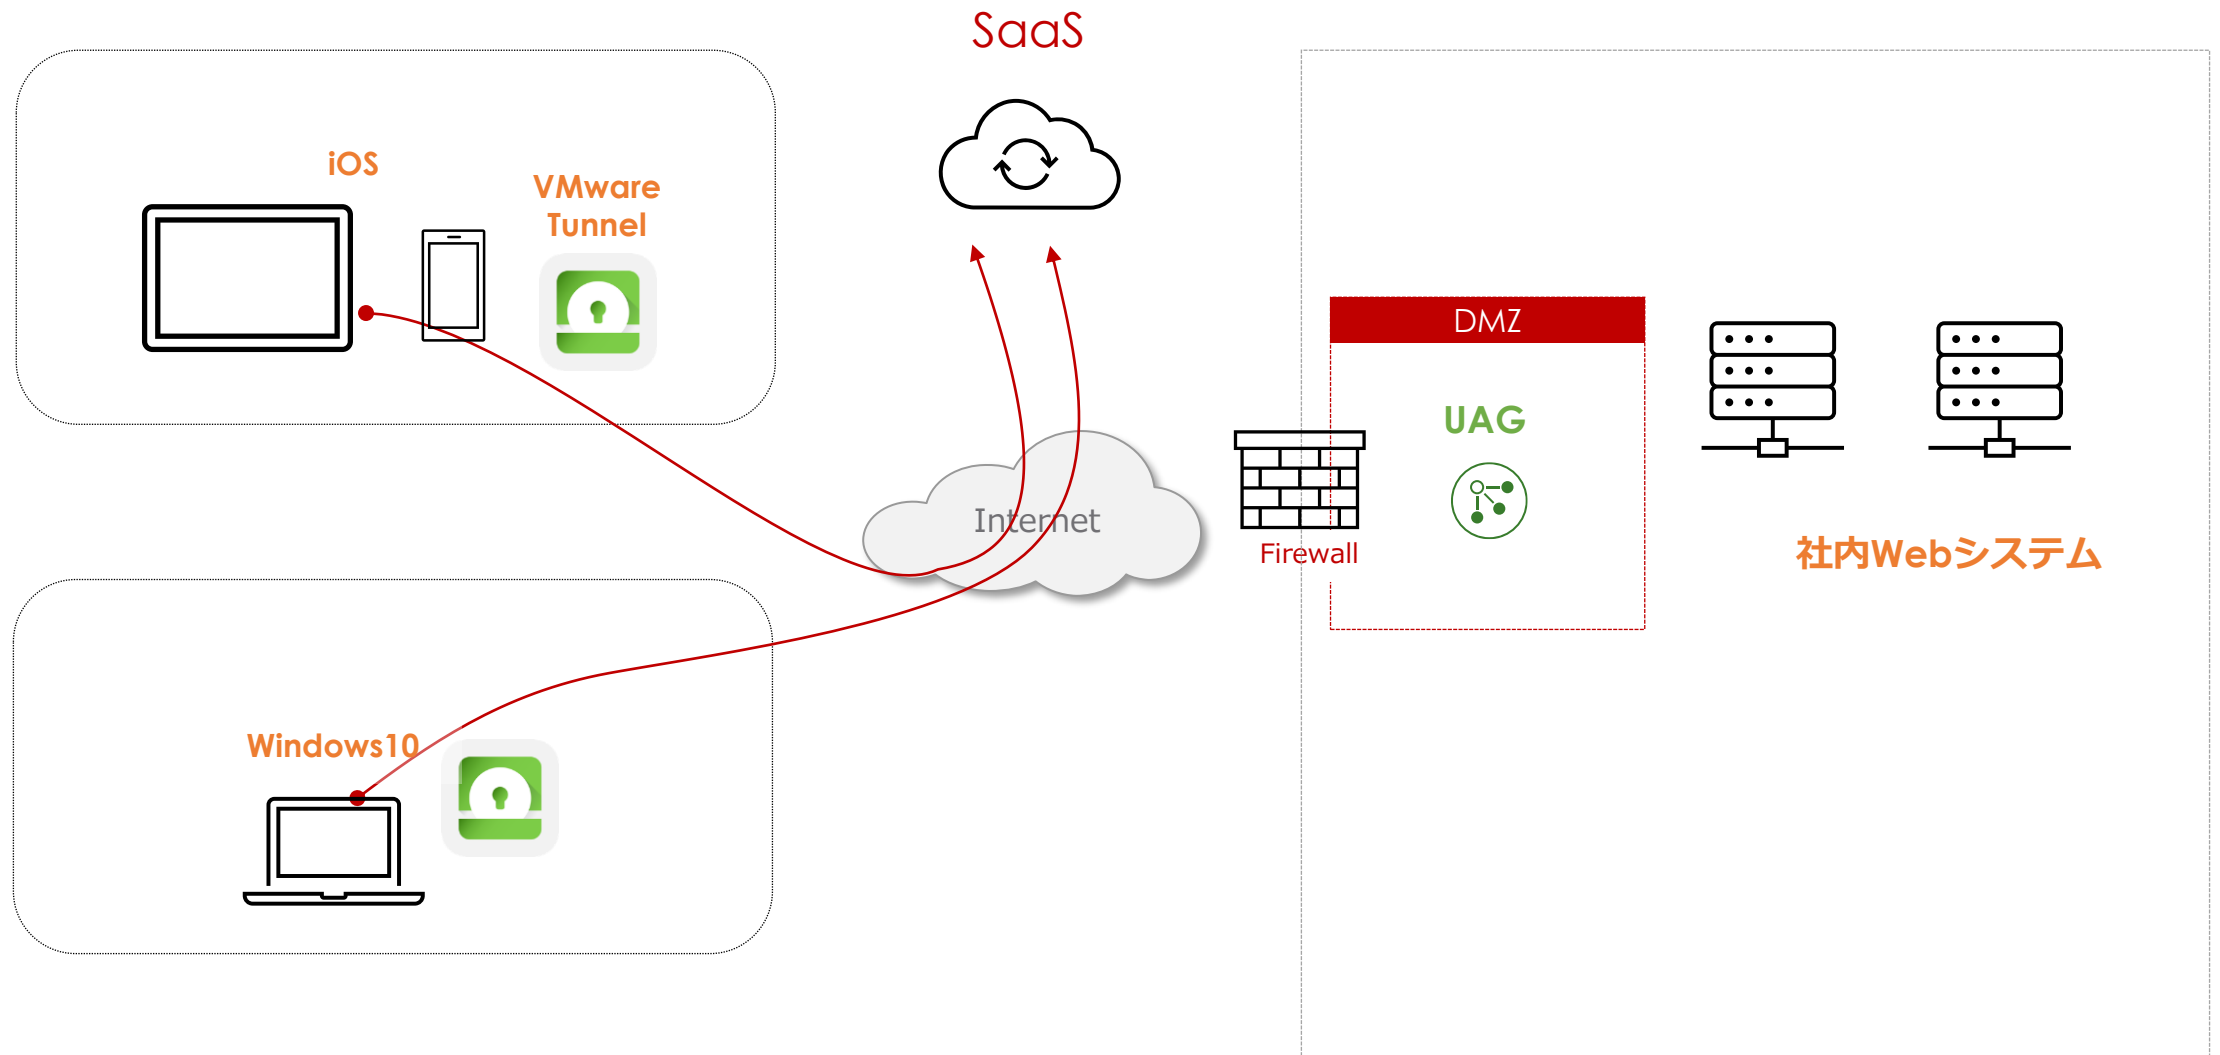 SaaS
iOS
VMware
Tunnel
DMZ
UAG
Internet
Firewall
社内Webシステム
Windows10